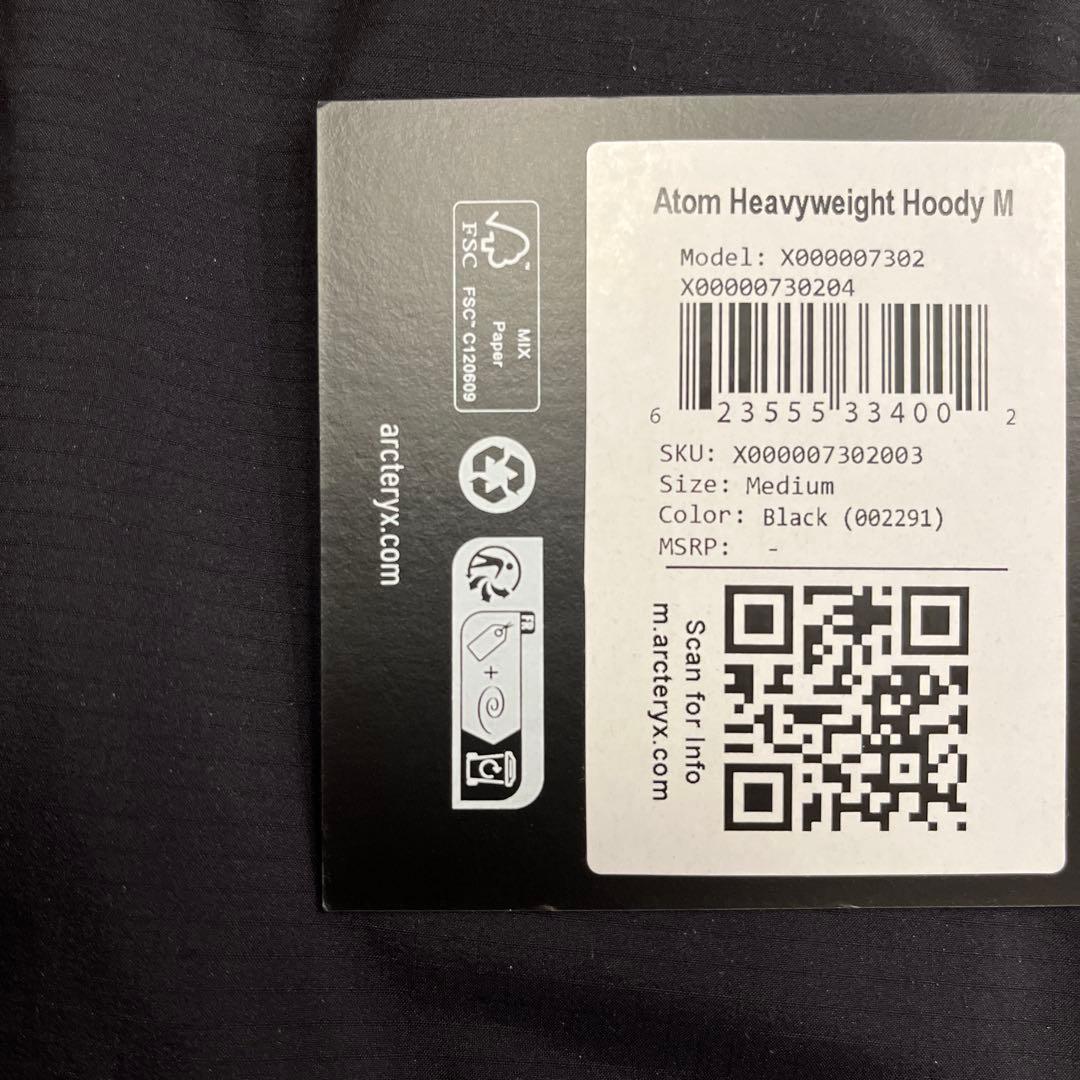 Atom Heavyweight Hoody M
Model: X000007302
X00000730204
6 23555 33400 2
SKU: X000007302003
Size: Medium
Color: Black (002291)
MSRP: -
Scan for Info
m.arcteryx.com
FSC
MIX
Paper
FSC™ C120609
arcteryx.com
FR
+